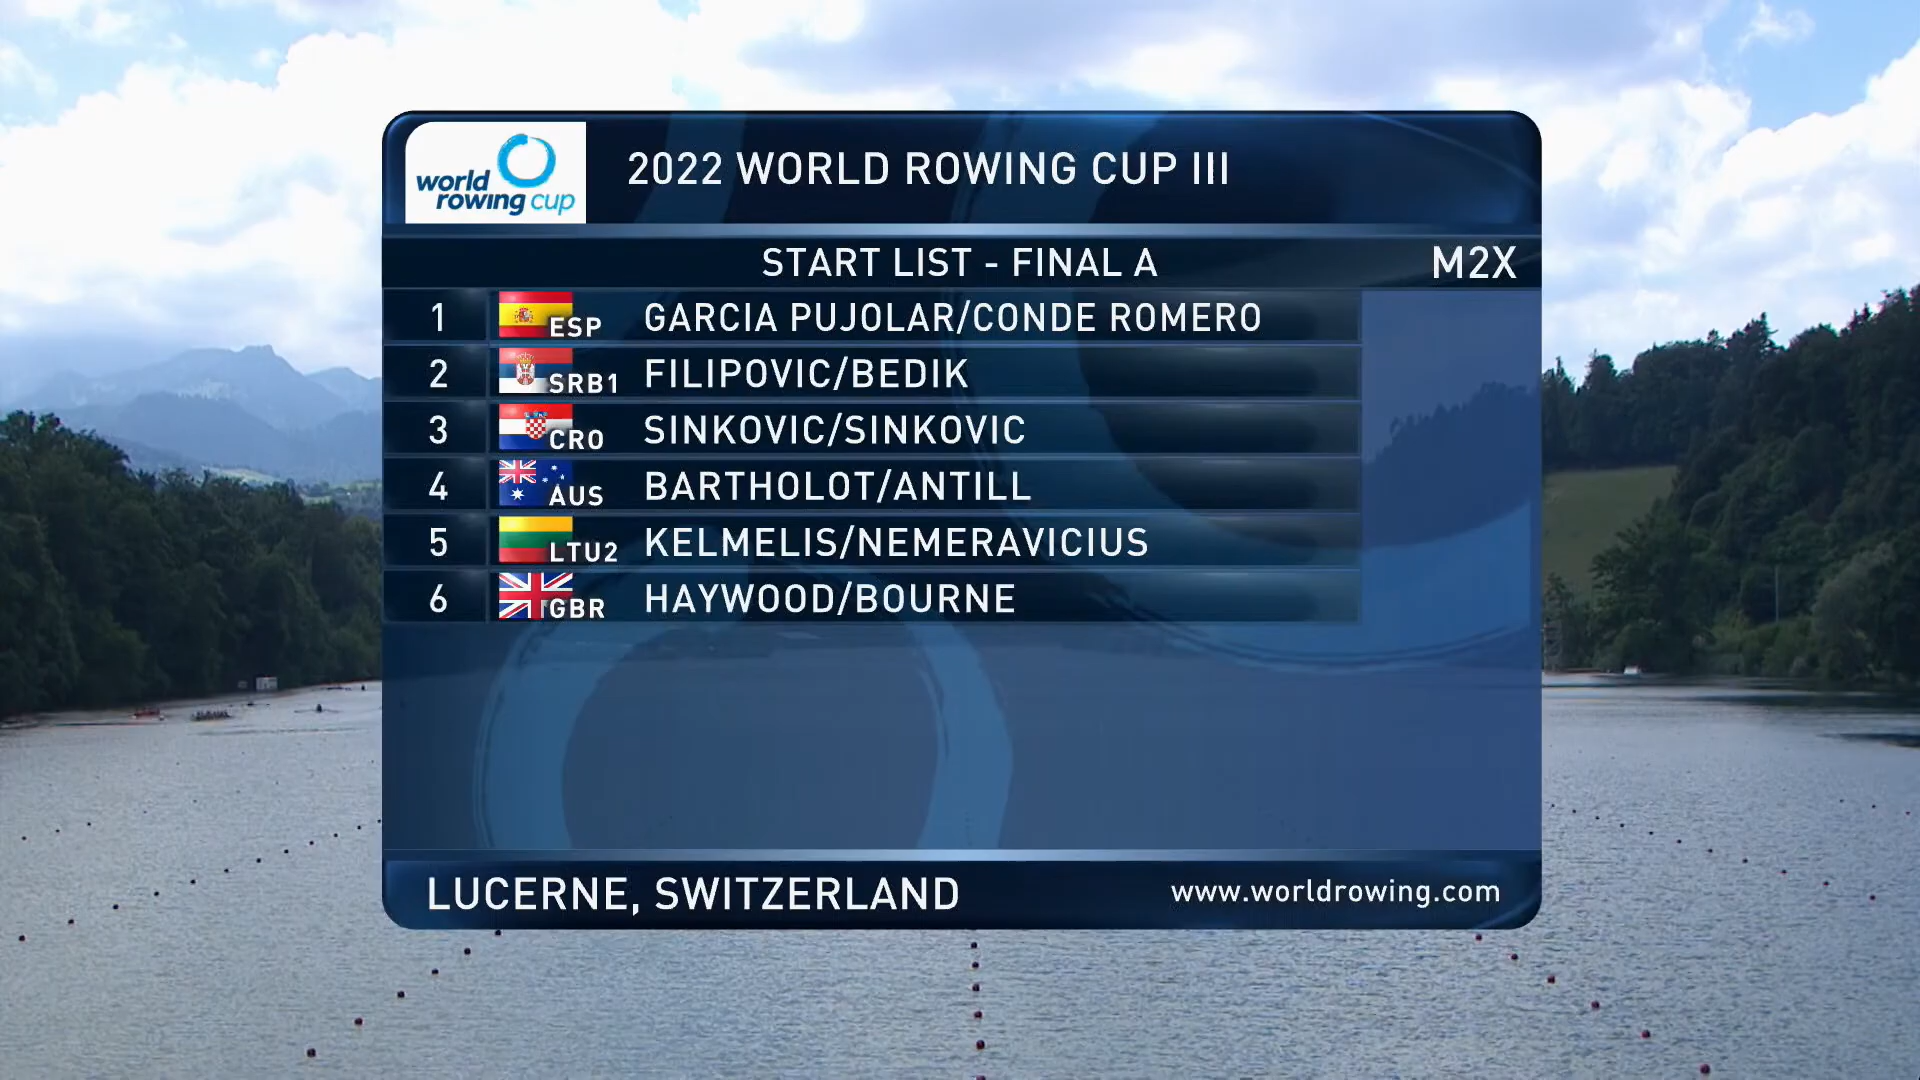 world
rowing cup
2022 WORLD ROWING CUP III
START LIST - FINAL A M2X
1 ESP GARCIA PUJOLAR/CONDE ROMERO
2 SRB1 FILIPOVIC/BEDIK
3 CRO SINKOVIC/SINKOVIC
4 AUS BARTHOLOT/ANTILL
5 LTU2 KELMELIS/NEMERAVICIUS
6 GBR HAYWOOD/BOURNE
LUCERNE, SWITZERLAND www.worldrowing.com